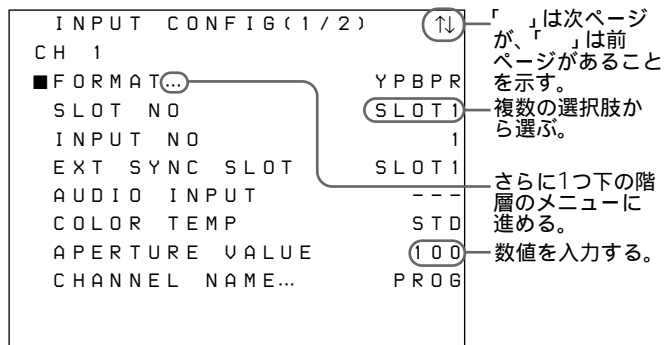 INPUT CONFIG(1/2) ↑↓
CH 1
■FORMAT… YPBPR
SLOT NO SLOT1
INPUT NO 1
EXT SYNC SLOT SLOT1
AUDIO INPUT ---
COLOR TEMP STD
APERTURE VALUE 100
CHANNEL NAME… PROG
「　」は次ページ
が、「　」は前
ページがあること
を示す。
複数の選択肢か
ら選ぶ。
さらに1つ下の階
層のメニューに
進める。
数値を入力する。